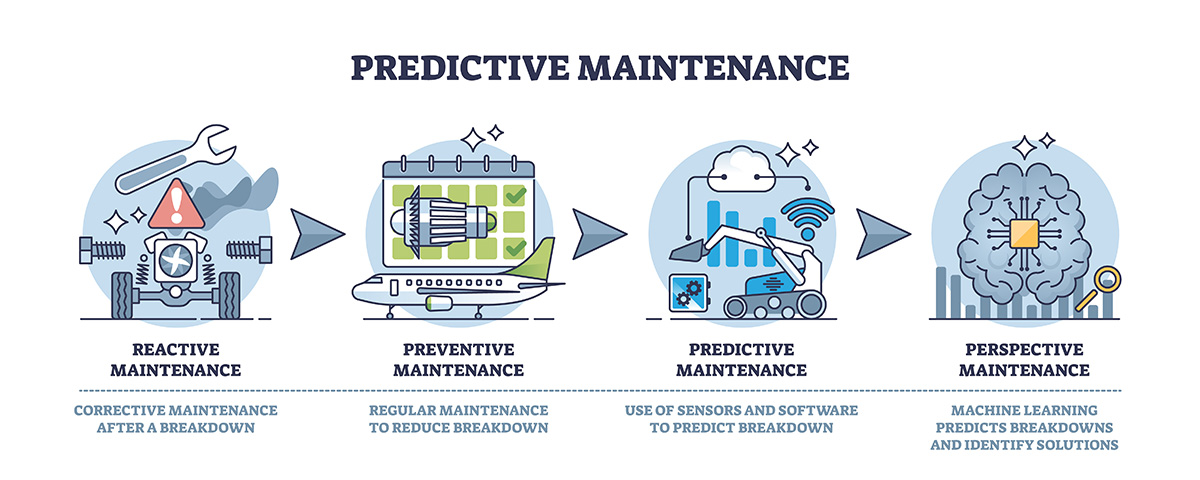 PREDICTIVE MAINTENANCE
REACTIVE
MAINTENANCE
CORRECTIVE MAINTENANCE
AFTER A BREAKDOWN
PREVENTIVE
MAINTENANCE
REGULAR MAINTENANCE
TO REDUCE BREAKDOWN
PREDICTIVE
MAINTENANCE
USE OF SENSORS AND SOFTWARE
TO PREDICT BREAKDOWN
PERSPECTIVE
MAINTENANCE
MACHINE LEARNING
PREDICTS BREAKDOWNS
AND IDENTIFY SOLUTIONS